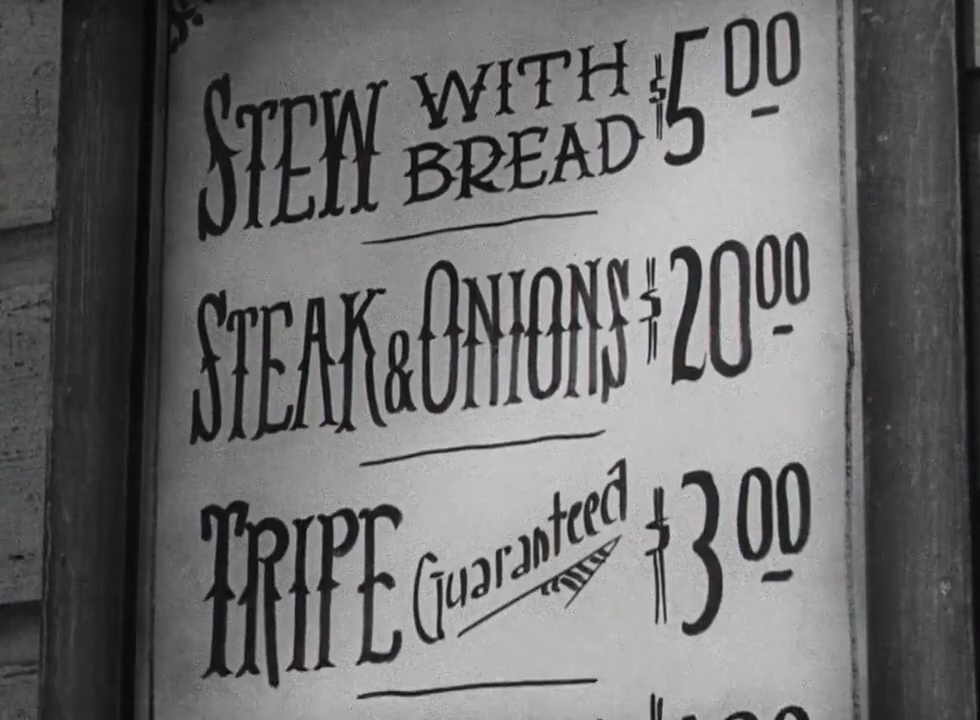 STEW WITH BREAD $5.00
STEAK & ONIONS $20.00
TRIPE Guaranteed $3.00